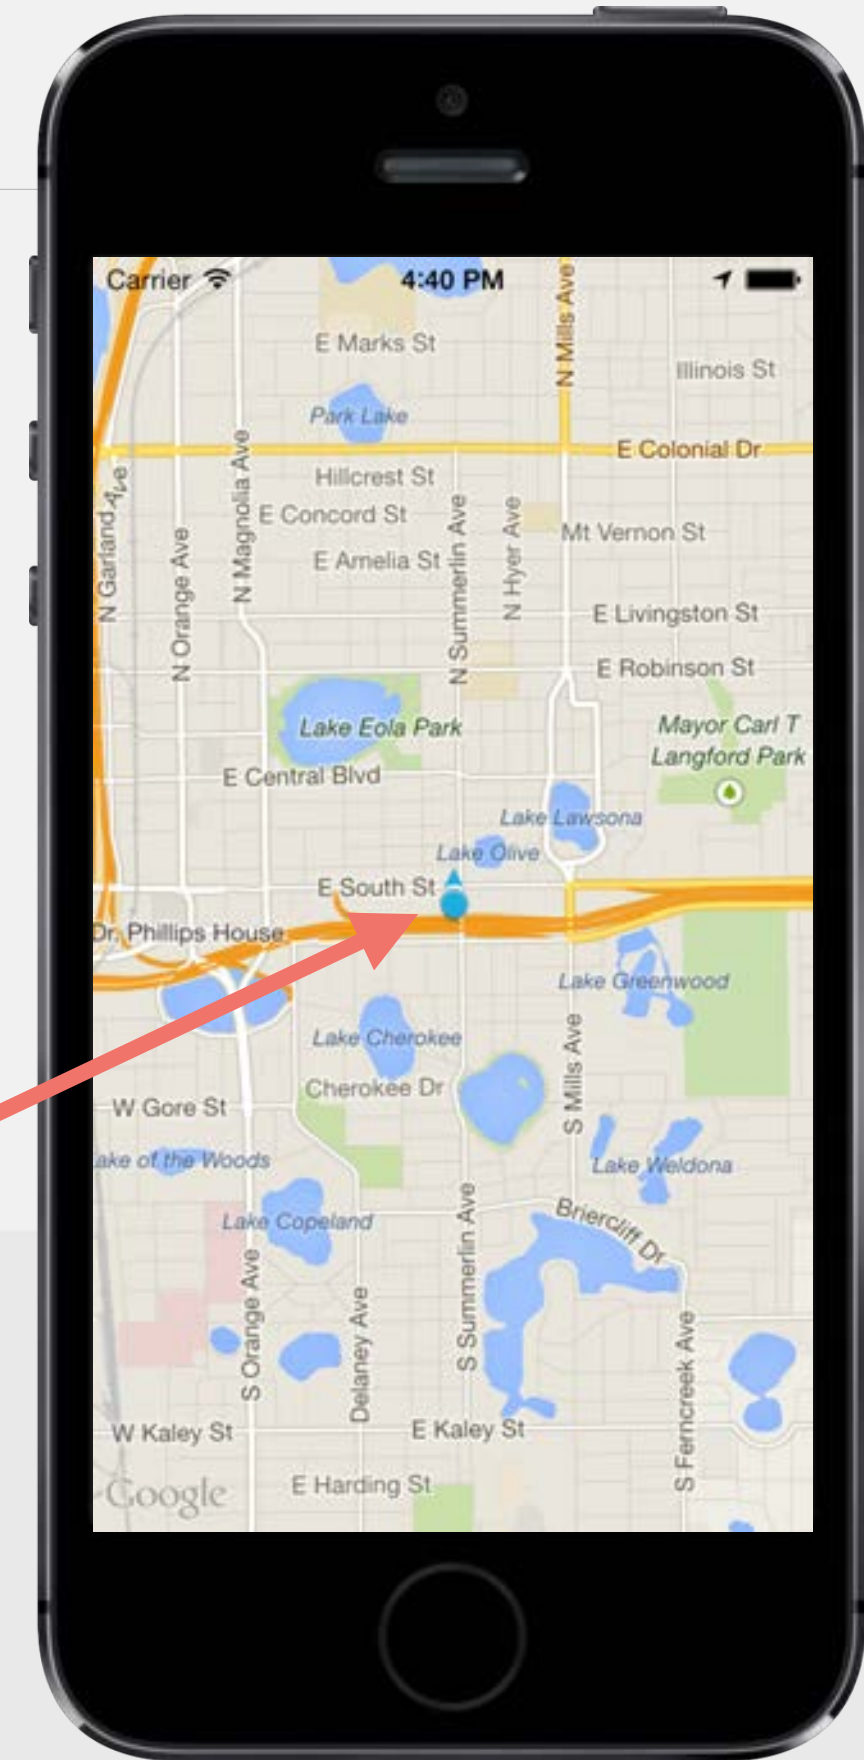 Carrier
4:40 PM
E Marks St
N Mills Ave
Illinois St
Park Lake
E Colonial Dr
Hillcrest St
N Garland Ave
N Magnolia Ave
E Concord St
N Summerlin Ave
N Hyer Ave
Mt Vernon St
N Orange Ave
E Amelia St
E Livingston St
E Robinson St
Lake Eola Park
Mayor Carl T
Langford Park
E Central Blvd
Lake Lawsona
Lake Olive
E South St
Dr. Phillips House
Lake Greenwood
Lake Cherokee
Cherokee Dr
S Mills Ave
W Gore St
ake of the Woods
Lake Weldona
Lake Copeland
Briercliff Dr
S Summerlin Ave
S Orange Ave
Delaney Ave
S Ferncreek Ave
W Kaley St
E Kaley St
Google
E Harding St